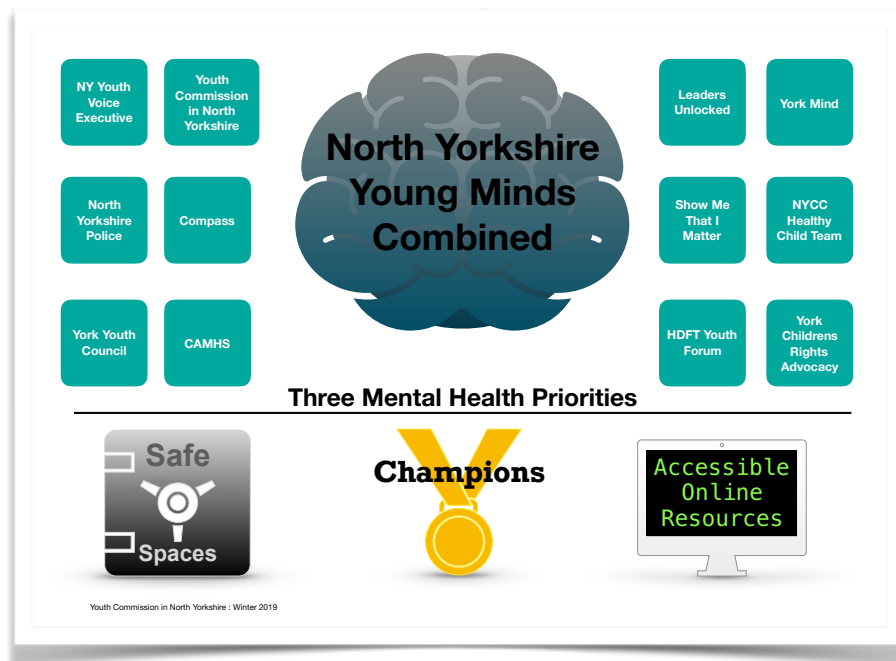 NY Youth
Voice
Executive
Youth
Commission
in North
Yorkshire
North Yorkshire
Young Minds
Combined
Leaders
Unlocked
York Mind
North
Yorkshire
Police
Compass
Show Me
That I
Matter
NYCC
Healthy
Child Team
York Youth
Council
CAMHS
HDFT Youth
Forum
York
Childrens
Rights
Advocacy
Three Mental Health Priorities
Safe
Spaces
Champions
Accessible
Online
Resources
Youth Commission in North Yorkshire : Winter 2019